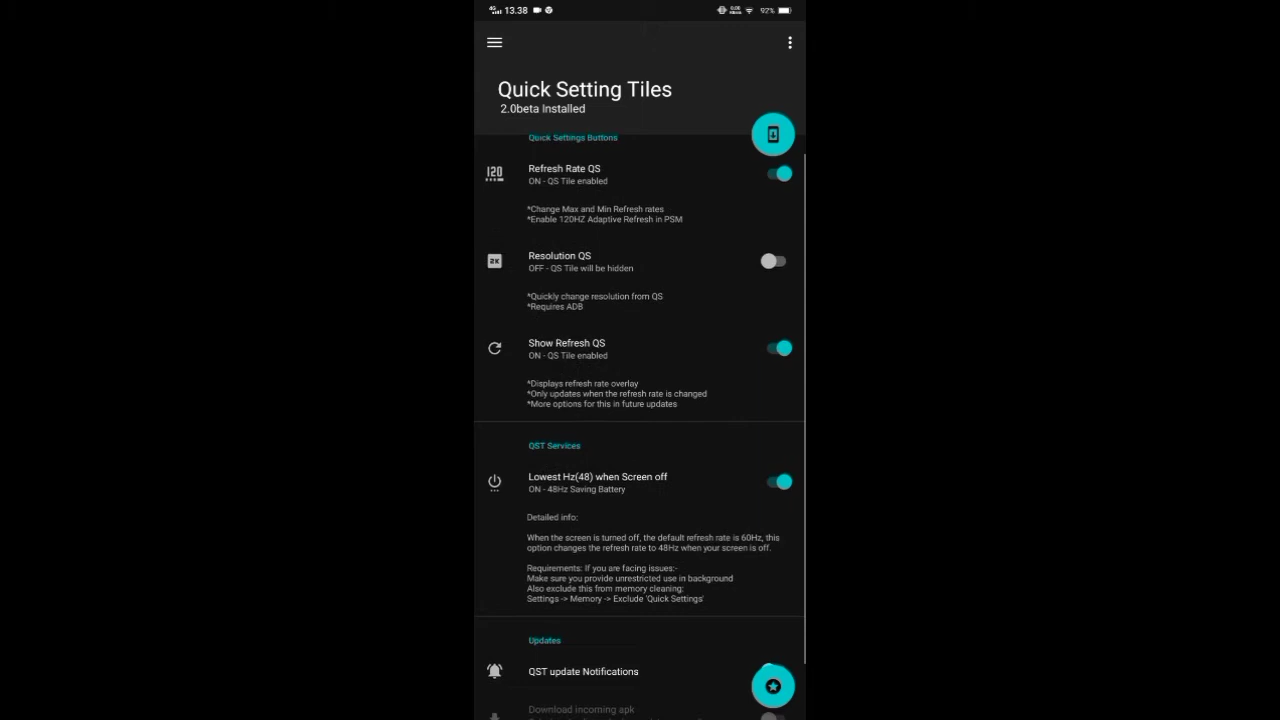 4G 13.38 92%
Quick Setting Tiles
2.0beta Installed
Quick Settings Buttons
120
Refresh Rate QS
ON - QS Tile enabled
*Change Max and Min Refresh rates
*Enable 120HZ Adaptive Refresh in PSM
2K
Resolution QS
OFF - QS Tile will be hidden
*Quickly change resolution from QS
*Requires ADB
Show Refresh QS
ON - QS Tile enabled
*Displays refresh rate overlay
*Only updates when the refresh rate is changed
*More options for this in future updates
QST Services
Lowest Hz(48) when Screen off
ON - 48Hz Saving Battery
Detailed info:
When the screen is turned off, the default refresh rate is 60Hz, this
option changes the refresh rate to 48Hz when your screen is off.
Requirements: If you are facing issues:-
Make sure you provide unrestricted use in background
Also exclude this from memory cleaning:
Settings -> Memory -> Exclude 'Quick Settings'
Updates
QST update Notifications
Download incoming apk